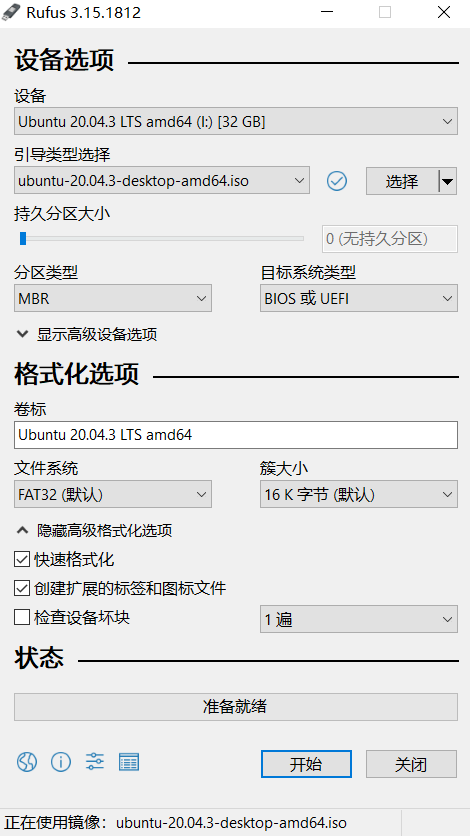 Rufus 3.15.1812
设备选项
设备
Ubuntu 20.04.3 LTS amd64 (I:) [32 GB]
引导类型选择
ubuntu-20.04.3-desktop-amd64.iso 选择
持久分区大小
0 (无持久分区)
分区类型 目标系统类型
MBR BIOS 或 UEFI
显示高级设备选项
格式化选项
卷标
Ubuntu 20.04.3 LTS amd64
文件系统 簇大小
FAT32 (默认) 16 K 字节 (默认)
隐藏高级格式化选项
快速格式化
创建扩展的标签和图标文件
检查设备坏块 1 遍
状态
准备就绪
开始 关闭
正在使用镜像：ubuntu-20.04.3-desktop-amd64.iso